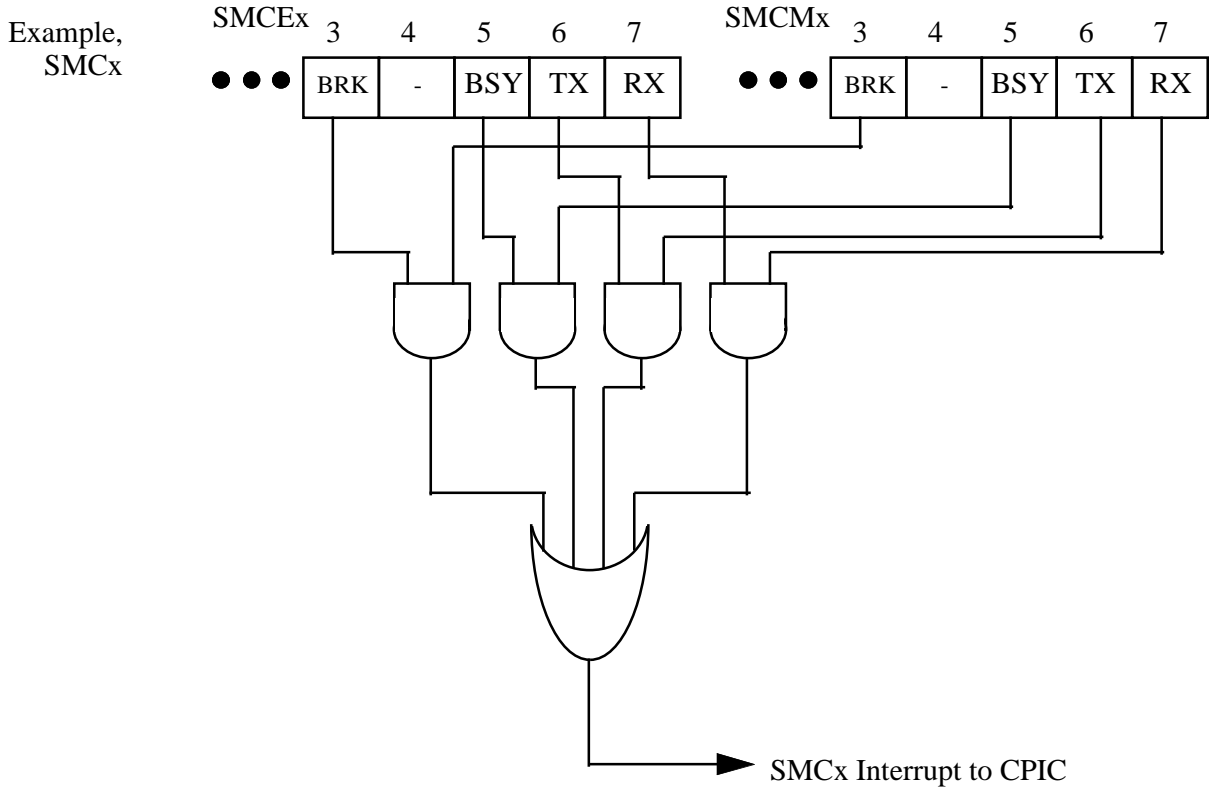 Example,
SMCx
SMCEx 3 4 5 6 7
BRK - BSY TX RX
SMCMx 3 4 5 6 7
BRK - BSY TX RX
SMCx Interrupt to CPIC